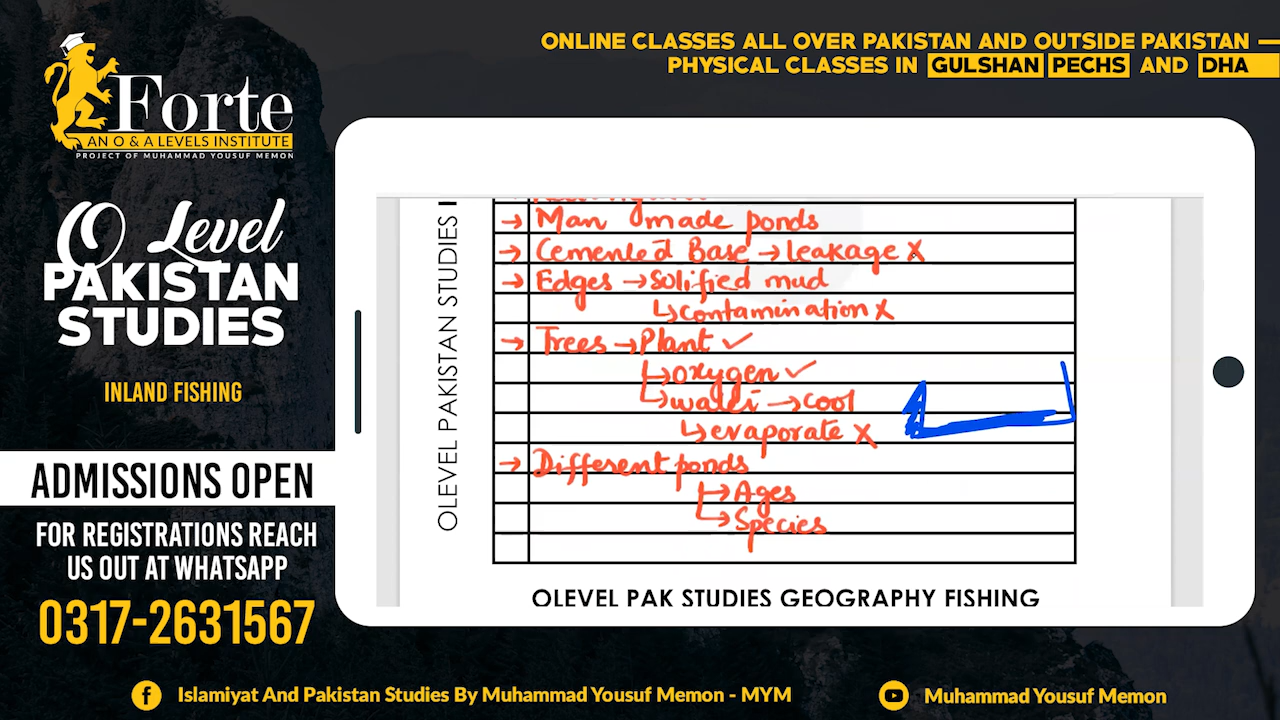 Forte
AN O & A LEVELS INSTITUTE
PROJECT OF MUHAMMAD YOUSUF MEMON
O Level
PAKISTAN
STUDIES
INLAND FISHING
ADMISSIONS OPEN
FOR REGISTRATIONS REACH
US OUT AT WHATSAPP
0317-2631567
ONLINE CLASSES ALL OVER PAKISTAN AND OUTSIDE PAKISTAN —
PHYSICAL CLASSES IN GULSHAN PECHS AND DHA
OLEVEL PAKISTAN STUDIES
→ Man made ponds
→ Cemented Base → leakage X
→ Edges → solified mud
↳ contamination X
→ Trees → Plant ✓
↳ oxygen ✓
↳ water → cool
↳ evaporate X
→ Different ponds
↳ Ages
↳ Species
OLEVEL PAK STUDIES GEOGRAPHY FISHING
Islamiyat And Pakistan Studies By Muhammad Yousuf Memon - MYM
Muhammad Yousuf Memon